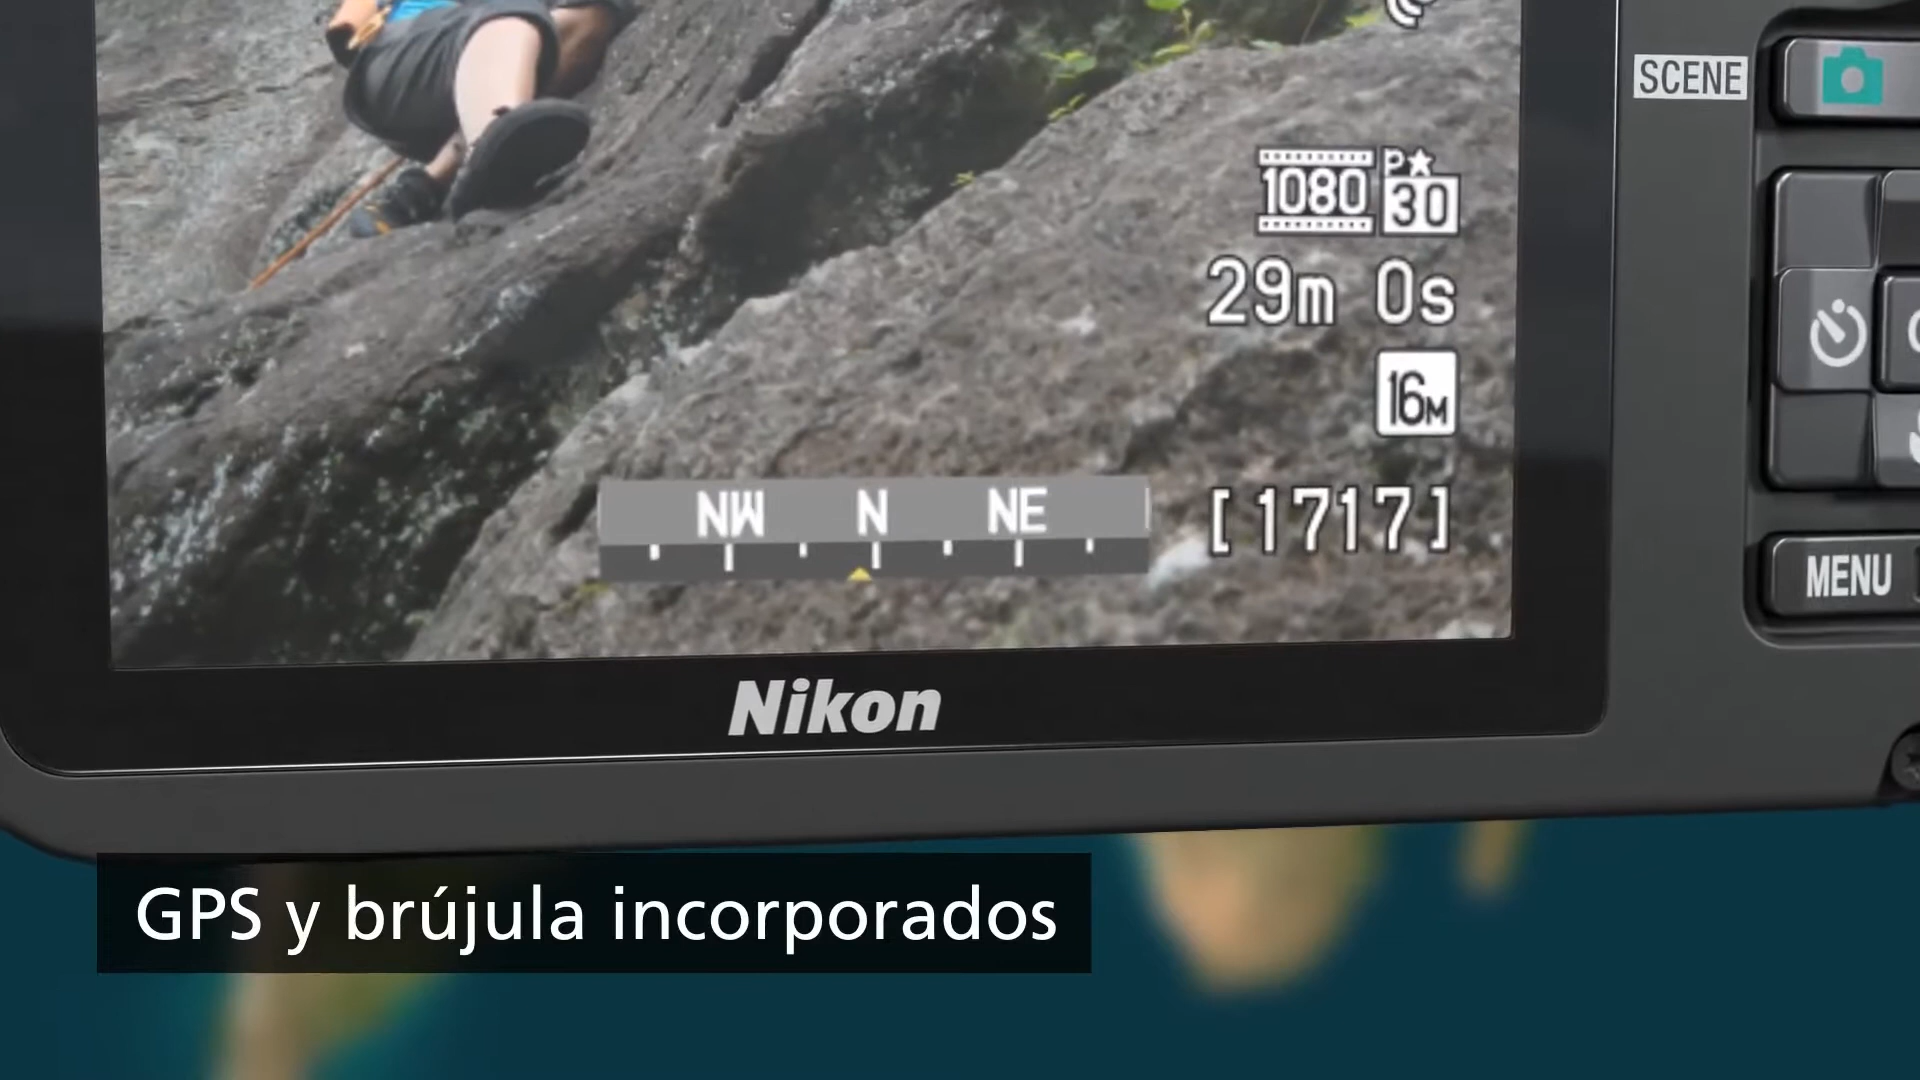 SCENE
1080 P★
30
29m 0s
16M
NW N NE
[1717]
MENU
Nikon
GPS y brújula incorporados